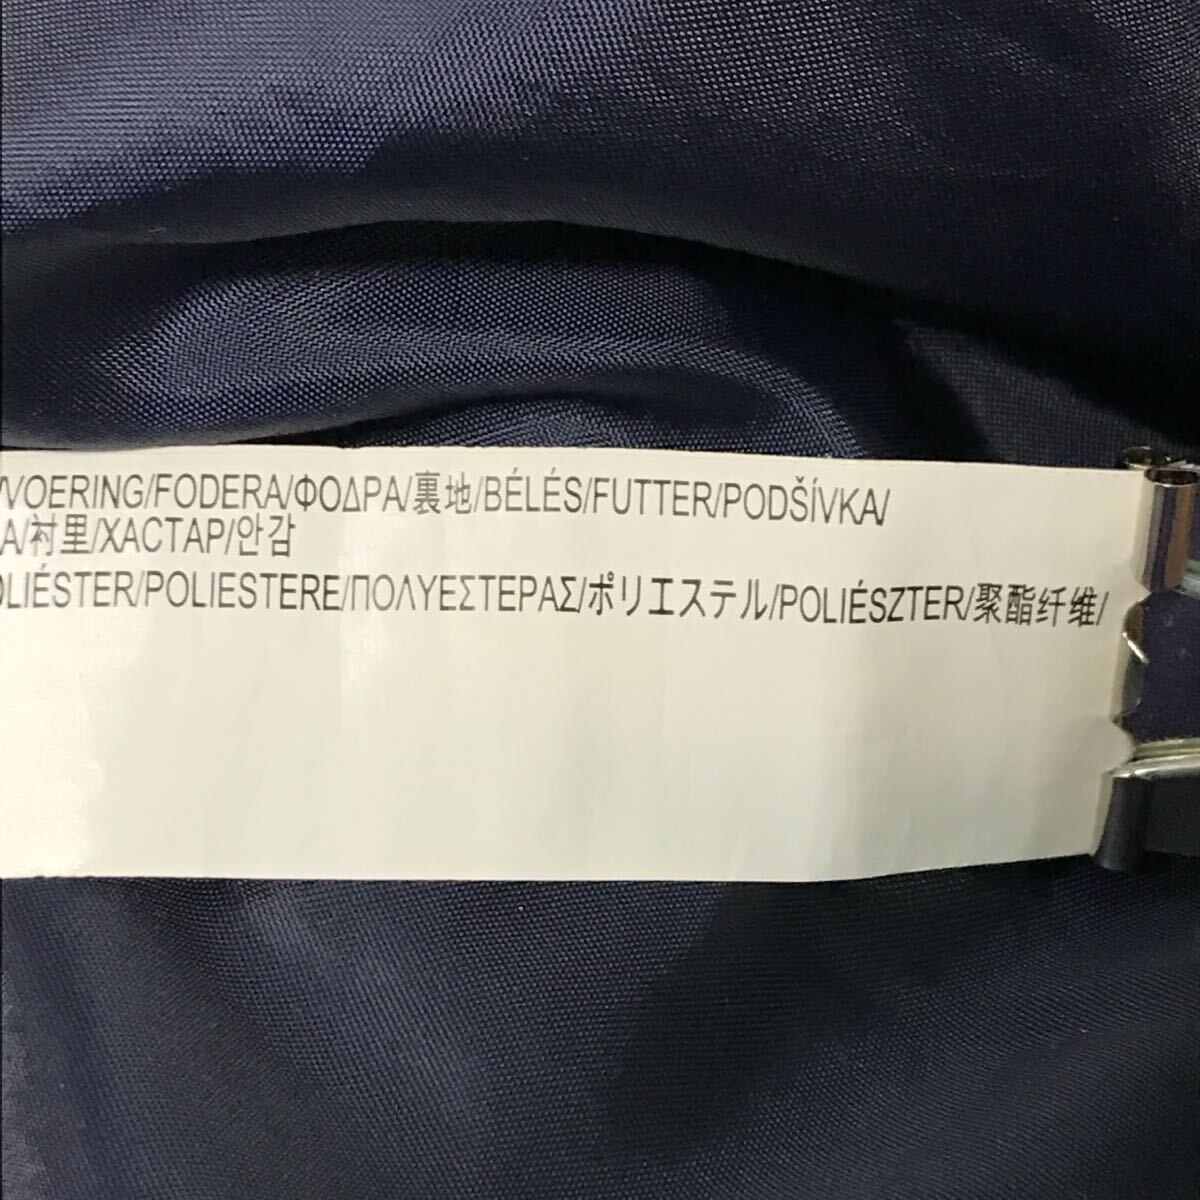 /VOERING/FODERA/ΦΟΔΡΑ/裏地/BÉLÉS/FUTTER/PODŠÍVKA/
A/衬里/ХАСТАР/안감
OLIÉSTER/POLIESTERE/ΠΟΛΥΕΣΤΕΡΑΣ/ポリエステル/POLIÉSZTER/聚酯纤维/